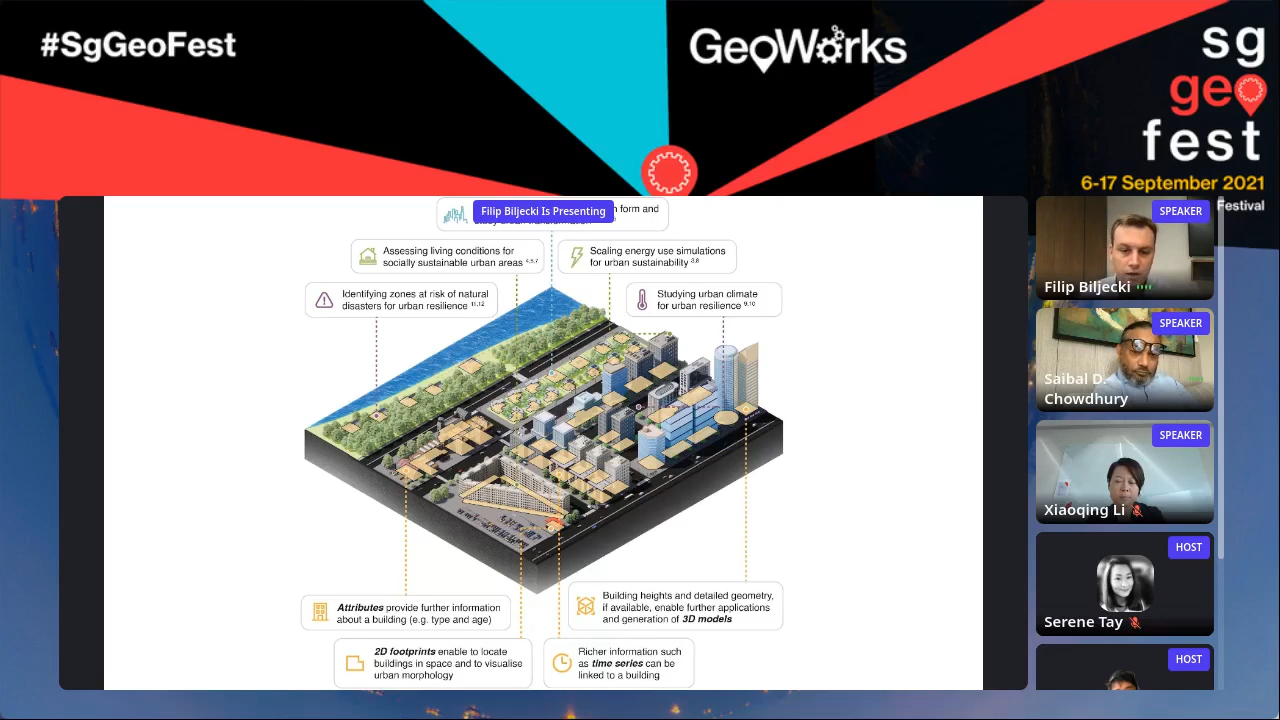 #SgGeoFest
GeoWorks
sg
geo
fest
6-17 September 2021
Festival
Filip Biljecki Is Presenting
form and
Assessing living conditions for
socially sustainable urban areas
Scaling energy use simulations
for urban sustainability
Identifying zones at risk of natural
disasters for urban resilience
Studying urban climate
for urban resilience
Attributes provide further information
about a building (e.g. type and age)
Building heights and detailed geometry,
if available, enable further applications
and generation of 3D models
2D footprints enable to locate
buildings in space and to visualise
urban morphology
Richer information such
as time series can be
linked to a building
SPEAKER
Filip Biljecki
SPEAKER
Saibal D.
Chowdhury
SPEAKER
Xiaoqing Li
HOST
Serene Tay
HOST